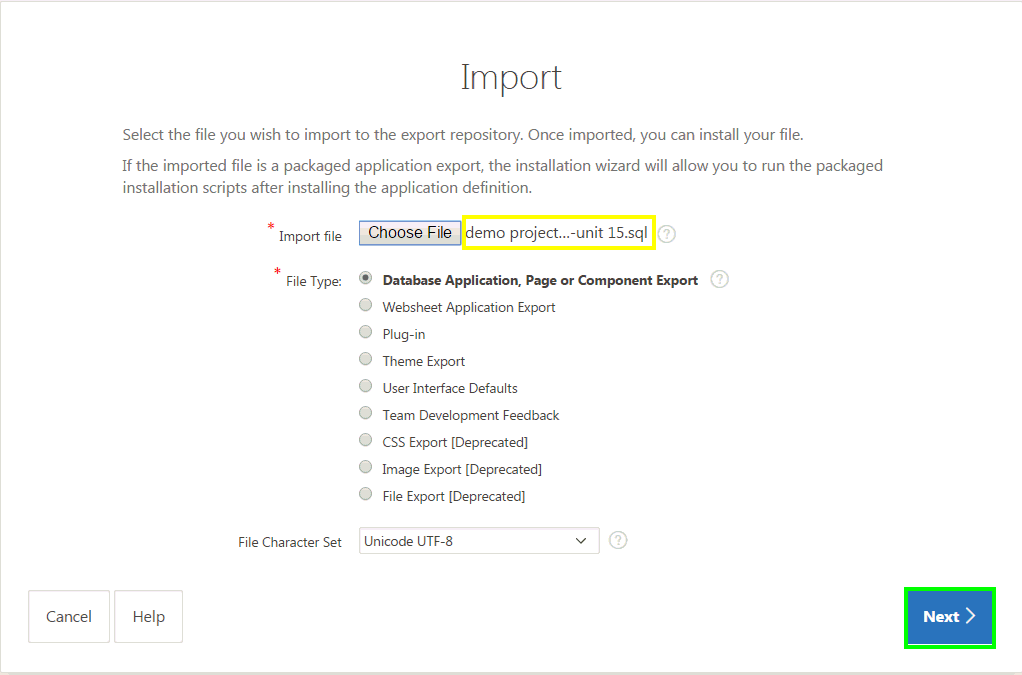 Import
Select the file you wish to import to the export repository. Once imported, you can install your file.
If the imported file is a packaged application export, the installation wizard will allow you to run the packaged
installation scripts after installing the application definition.
* Import file Choose File demo project...-unit 15.sql ?
* File Type: Database Application, Page or Component Export ?
Websheet Application Export
Plug-in
Theme Export
User Interface Defaults
Team Development Feedback
CSS Export [Deprecated]
Image Export [Deprecated]
File Export [Deprecated]
File Character Set Unicode UTF-8 ?
Cancel Help Next